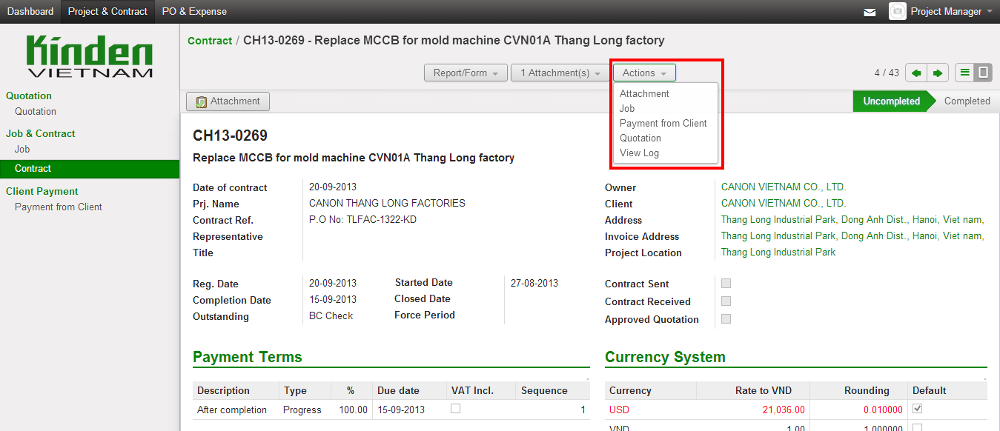 Dashboard Project & Contract PO & Expense Project Manager
Kinden
VIETNAM
Contract / CH13-0269 - Replace MCCB for mold machine CVN01A Thang Long factory
Report/Form 1 Attachment(s) Actions 4 / 43
Quotation
Quotation
Job & Contract
Job
Contract
Client Payment
Payment from Client
Attachment
Attachment
Job
Payment from Client
Quotation
View Log
Uncompleted Completed
CH13-0269
Replace MCCB for mold machine CVN01A Thang Long factory
Date of contract 20-09-2013
Prj. Name CANON THANG LONG FACTORIES
Contract Ref. P.O No: TLFAC-1322-KD
Representative
Title
Owner CANON VIETNAM CO., LTD.
Client CANON VIETNAM CO., LTD.
Address Thang Long Industrial Park, Dong Anh Dist., Hanoi, Viet nam,
Invoice Address Thang Long Industrial Park, Dong Anh Dist., Hanoi, Viet nam,
Project Location Thang Long Industrial Park
Reg. Date 20-09-2013 Started Date 27-08-2013
Completion Date 15-09-2013 Closed Date
Outstanding BC Check Force Period
Contract Sent
Contract Received
Approved Quotation
Payment Terms
Description Type % Due date VAT Incl. Sequence
After completion Progress 100.00 15-09-2013 1
Currency System
Currency Rate to VND Rounding Default
USD 21,036.00 0.010000
VND 1.00 1.000000